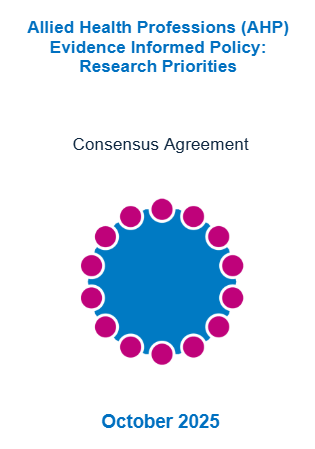 Allied Health Professions (AHP)
Evidence Informed Policy:
Research Priorities
Consensus Agreement
October 2025